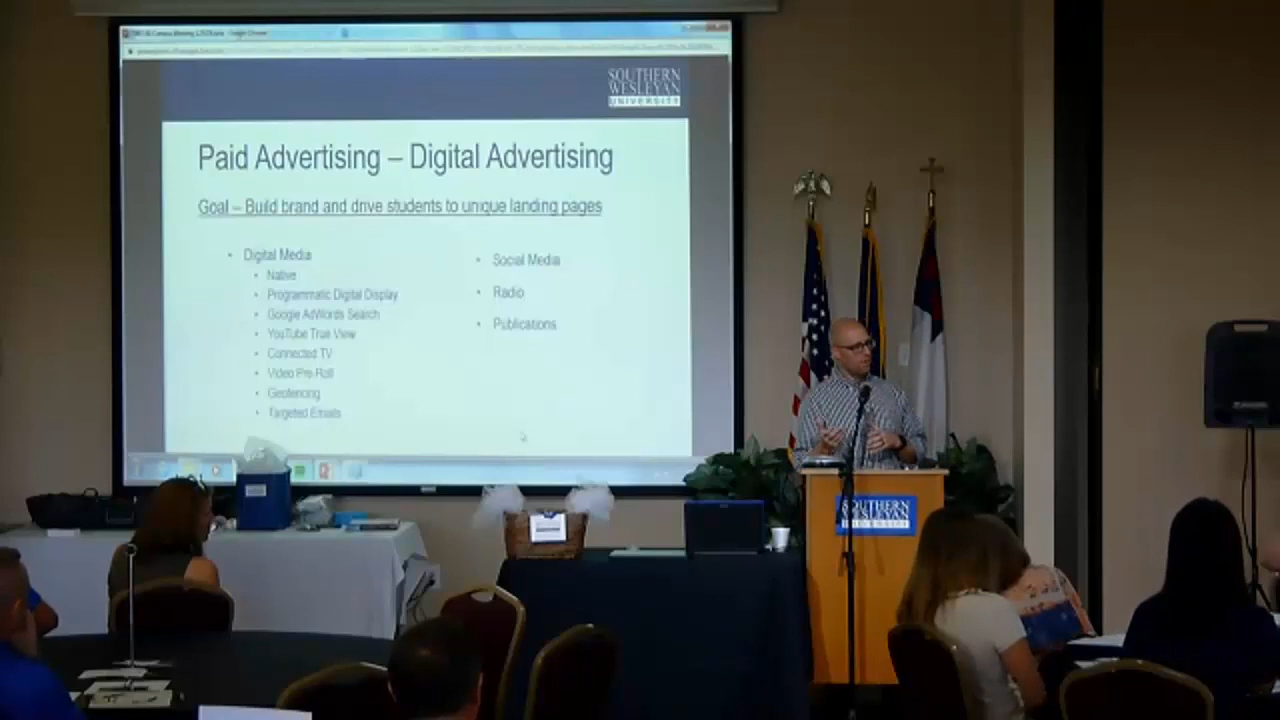 SOUTHERN
WESLEYAN
UNIVERSITY
Paid Advertising – Digital Advertising
Goal – Build brand and drive students to unique landing pages
• Digital Media
• Native
• Programmatic Digital Display
• Google AdWords Search
• YouTube True View
• Connected TV
• Video Pre-Roll
• Geofencing
• Targeted Emails
• Social Media
• Radio
• Publications
SOUTHERN
WESLEYAN
UNIVERSITY